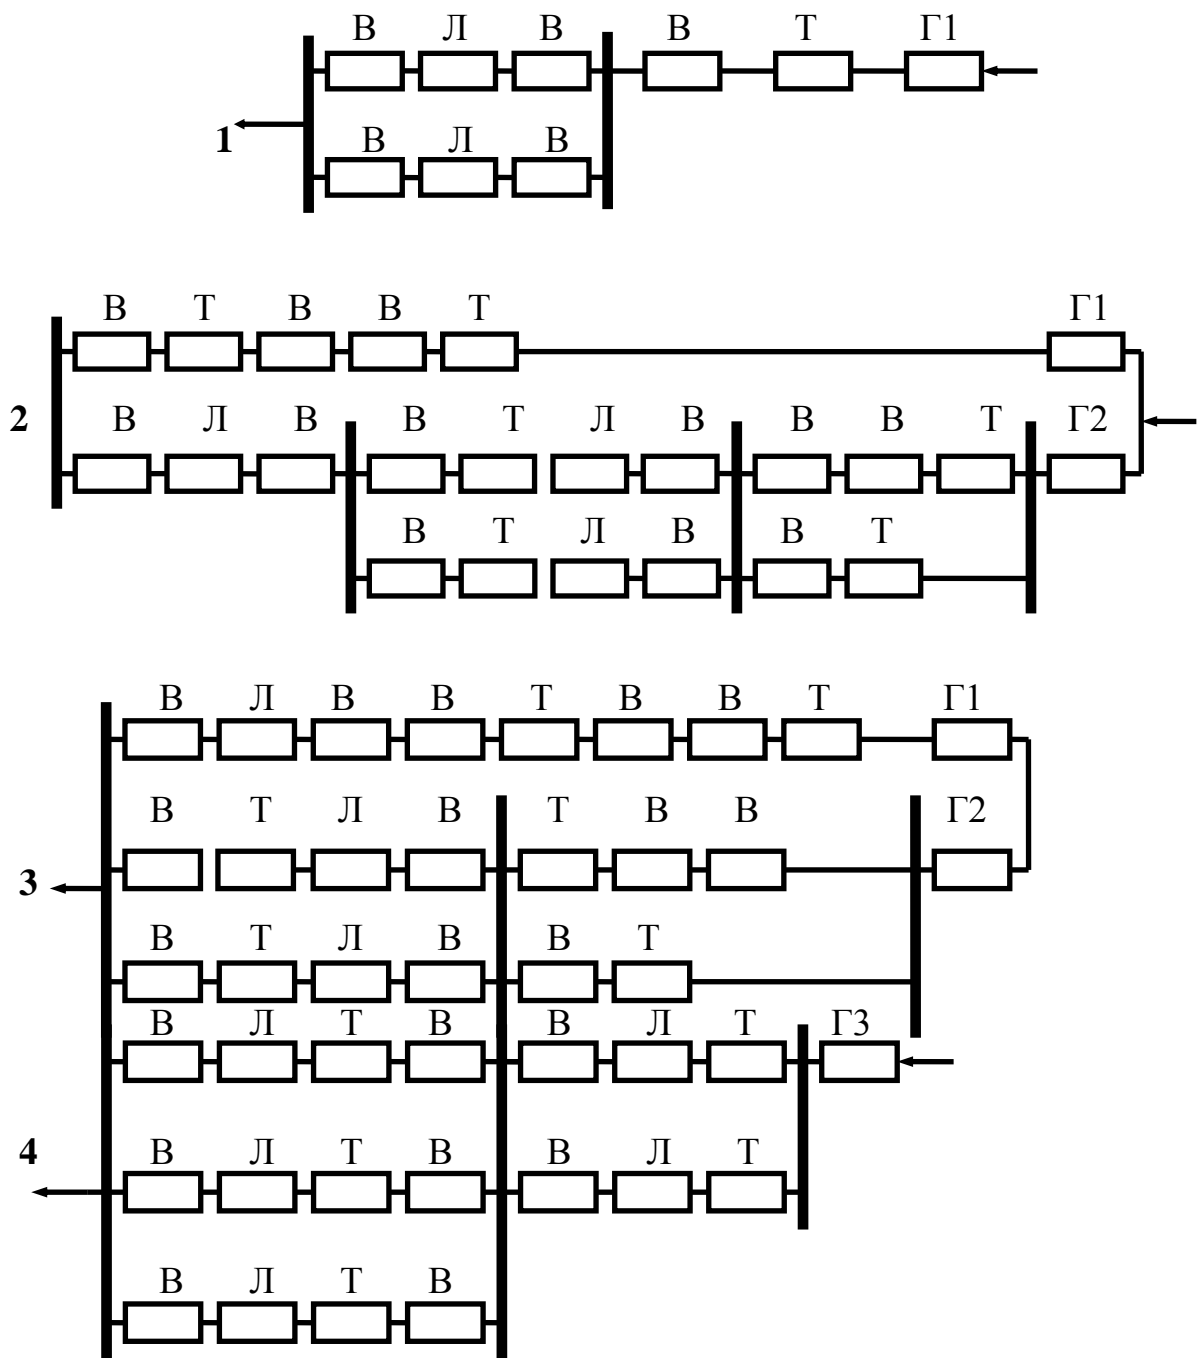 В Л В В Т Г1
1
В Л В
В Т В В Т Г1
2 В Л В В Т Л В В В Т Г2
В Т Л В В Т
В Л В В Т В В Т Г1
В Т Л В Т В В Г2
3
В Т Л В В Т
В Л Т В В Л Т Г3
4 В Л Т В В Л Т
В Л Т В